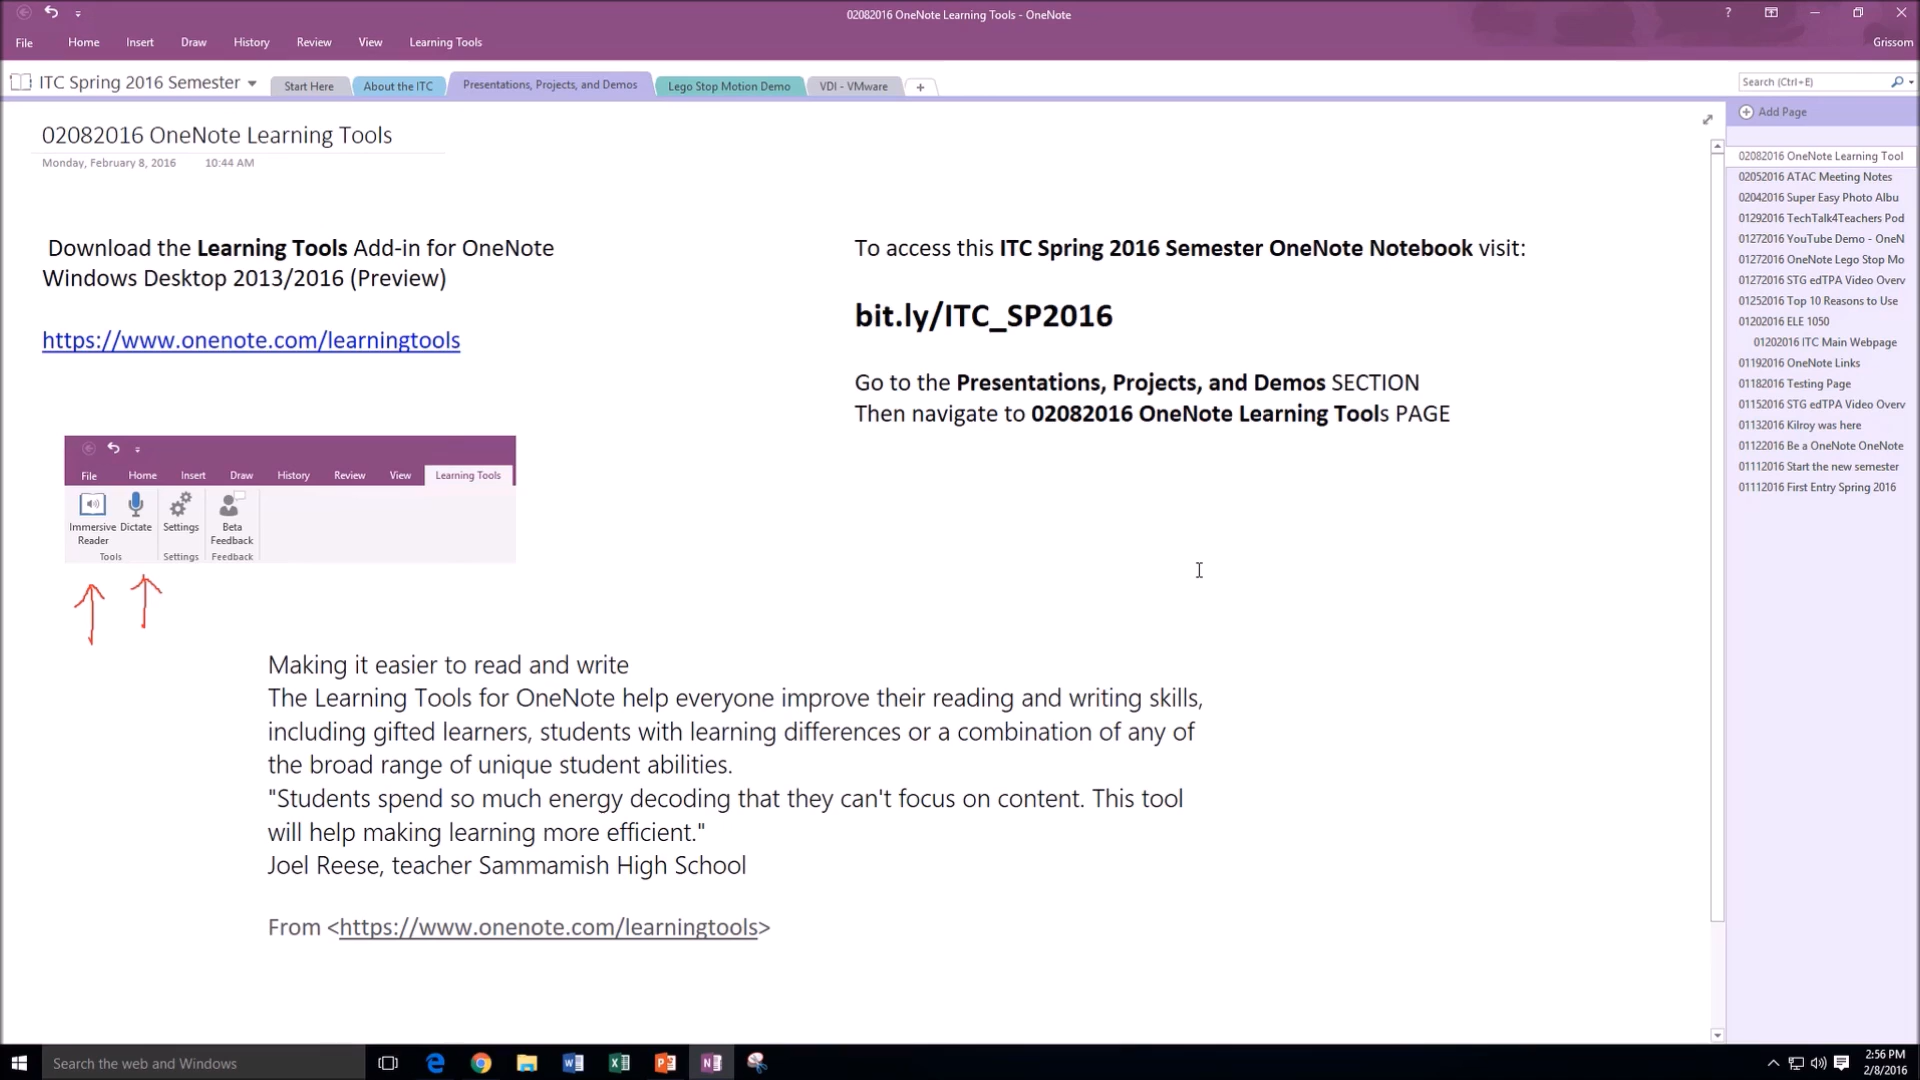 02082016 OneNote Learning Tools - OneNote
?
File Home Insert Draw History Review View Learning Tools
Grissom
ITC Spring 2016 Semester
Start Here
About the ITC
Presentations, Projects, and Demos
Lego Stop Motion Demo
VDI - VMware
+
Search (Ctrl+E)
Add Page
02082016 OneNote Learning Tools
Monday, February 8, 2016 10:44 AM
Download the Learning Tools Add-in for OneNote
Windows Desktop 2013/2016 (Preview)
https://www.onenote.com/learningtools
To access this ITC Spring 2016 Semester OneNote Notebook visit:
bit.ly/ITC_SP2016
Go to the Presentations, Projects, and Demos SECTION
Then navigate to 02082016 OneNote Learning Tools PAGE
File Home Insert Draw History Review View Learning Tools
Immersive Reader
Dictate
Settings
Beta Feedback
Tools Settings Feedback
Making it easier to read and write
The Learning Tools for OneNote help everyone improve their reading and writing skills,
including gifted learners, students with learning differences or a combination of any of
the broad range of unique student abilities.
"Students spend so much energy decoding that they can't focus on content. This tool
will help making learning more efficient."
Joel Reese, teacher Sammamish High School
From <https://www.onenote.com/learningtools>
02082016 OneNote Learning Tool
02052016 ATAC Meeting Notes
02042016 Super Easy Photo Albu
01292016 TechTalk4Teachers Pod
01272016 YouTube Demo - OneN
01272016 OneNote Lego Stop Mo
01272016 STG edTPA Video Overv
01252016 Top 10 Reasons to Use
01202016 ELE 1050
01202016 ITC Main Webpage
01192016 OneNote Links
01182016 Testing Page
01152016 STG edTPA Video Overv
01132016 Kilroy was here
01122016 Be a OneNote OneNote
01112016 Start the new semester
01112016 First Entry Spring 2016
Search the web and Windows
2:56 PM
2/8/2016